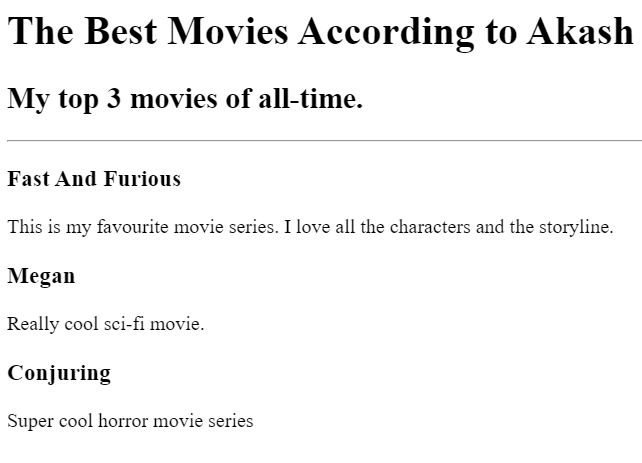 The Best Movies According to Akash
My top 3 movies of all-time.
Fast And Furious
This is my favourite movie series. I love all the characters and the storyline.
Megan
Really cool sci-fi movie.
Conjuring
Super cool horror movie series